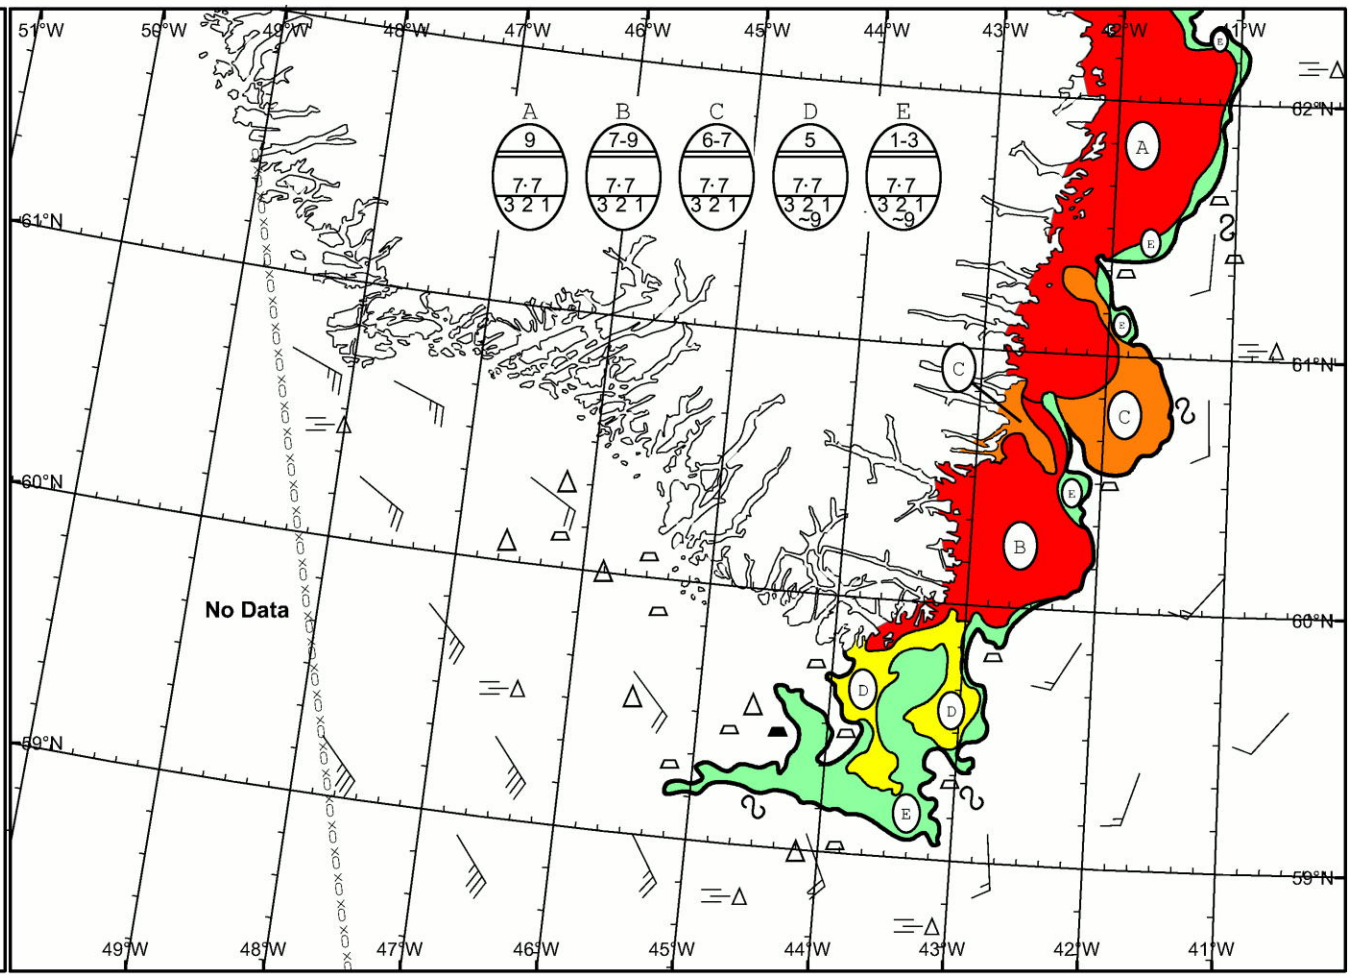 51°W 50°W 49°W 48°W 47°W 46°W 45°W 44°W 43°W 42°W 41°W
E
62°N
A B C D E
9 7-9 6-7 5 1-3
7·7 7·7 7·7 7·7 7·7
3 2 1 3 2 1 3 2 1 3 2 1 3 2 1
~9 ~9
A
61°N
E
E
61°N
C
C
60°N
E
B
No Data
60°N
D
D
59°N
E
59°N
49°W 48°W 47°W 46°W 45°W 44°W 43°W 42°W 41°W